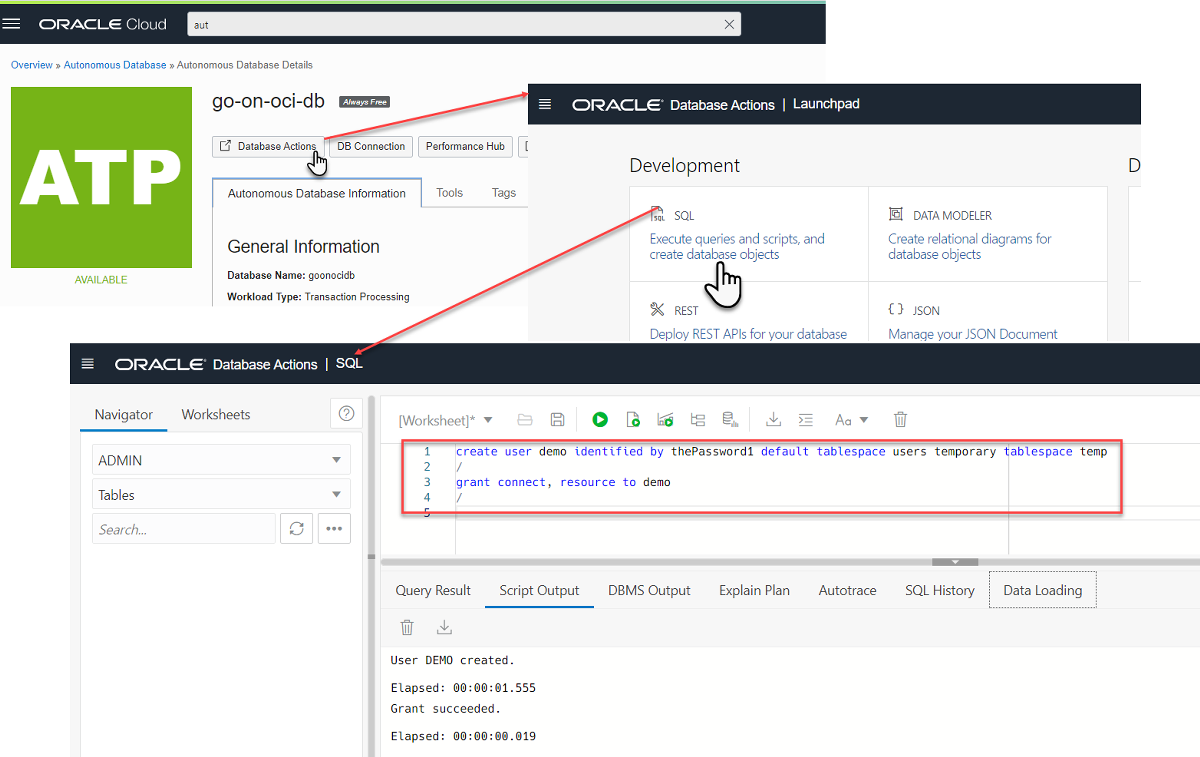 ORACLE Cloud
aut
Overview » Autonomous Database » Autonomous Database Details
ATP
AVAILABLE
go-on-oci-db Always Free
Database Actions DB Connection Performance Hub
Autonomous Database Information Tools Tags
General Information
Database Name: goonocidb
Workload Type: Transaction Processing
ORACLE Database Actions | Launchpad
Development D
SQL
Execute queries and scripts, and
create database objects
DATA MODELER
Create relational diagrams for
database objects
REST
Deploy REST APIs for your database
{ } JSON
Manage your JSON Document
ORACLE Database Actions | SQL
Navigator Worksheets
ADMIN
Tables
Search...
[Worksheet]* Aa
1 create user demo identified by thePassword1 default tablespace users temporary tablespace temp
2 /
3 grant connect, resource to demo
4 /
5
Query Result Script Output DBMS Output Explain Plan Autotrace SQL History Data Loading
User DEMO created.
Elapsed: 00:00:01.555
Grant succeeded.
Elapsed: 00:00:00.019